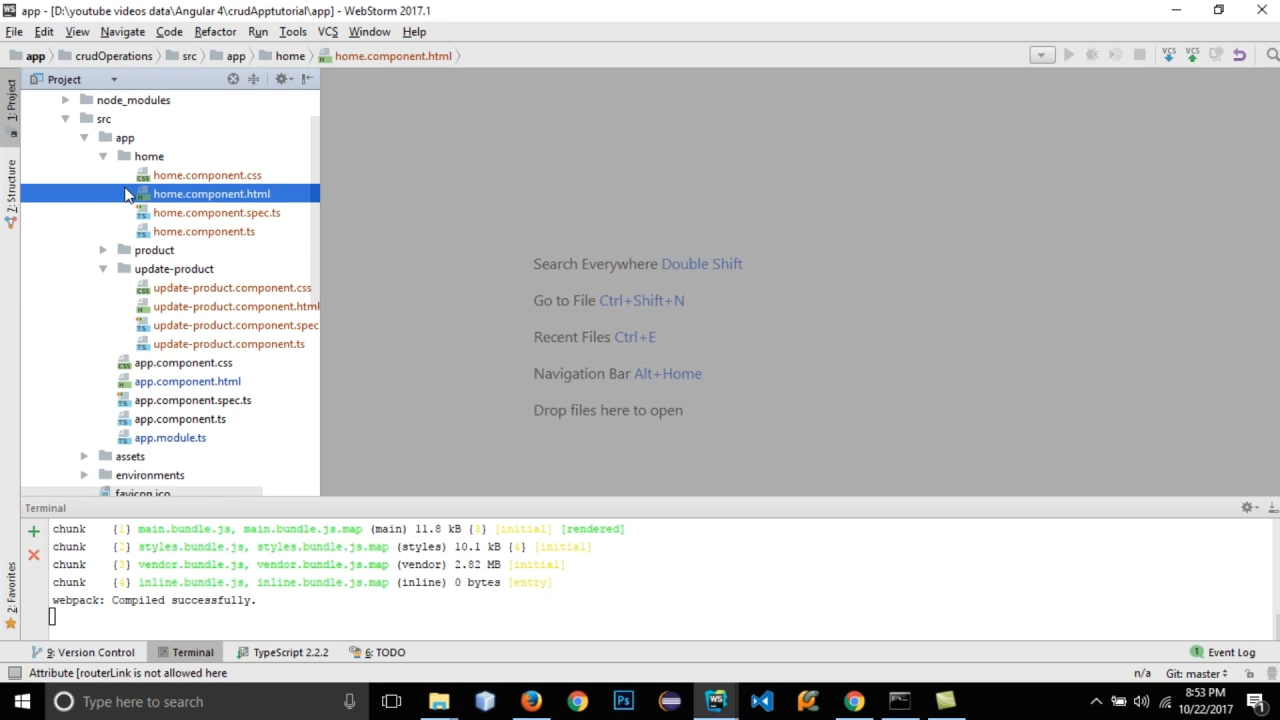 WS app - [D:\youtube videos data\Angular 4\crudApptutorial\app] - WebStorm 2017.1
File Edit View Navigate Code Refactor Run Tools VCS Window Help
app crudOperations src app home home.component.html
VCS VCS
1: Project
Z: Structure
2: Favorites
Project
node_modules
src
app
home
home.component.css
home.component.html
home.component.spec.ts
home.component.ts
product
update-product
update-product.component.css
update-product.component.html
update-product.component.spec
update-product.component.ts
app.component.css
app.component.html
app.component.spec.ts
app.component.ts
app.module.ts
assets
environments
favicon.ico
Search Everywhere Double Shift
Go to File Ctrl+Shift+N
Recent Files Ctrl+E
Navigation Bar Alt+Home
Drop files here to open
Terminal
chunk {1} main.bundle.js, main.bundle.js.map (main) 11.8 kB {3} [initial] [rendered]
chunk {2} styles.bundle.js, styles.bundle.js.map (styles) 10.1 kB {4} [initial]
chunk {3} vendor.bundle.js, vendor.bundle.js.map (vendor) 2.82 MB [initial]
chunk {4} inline.bundle.js, inline.bundle.js.map (inline) 0 bytes [entry]
webpack: Compiled successfully.
9: Version Control Terminal TypeScript 2.2.2 6: TODO 1 Event Log
Attribute [routerLink is not allowed here n/a Git: master
Type here to search Ps WS 8:53 PM
10/22/2017 1